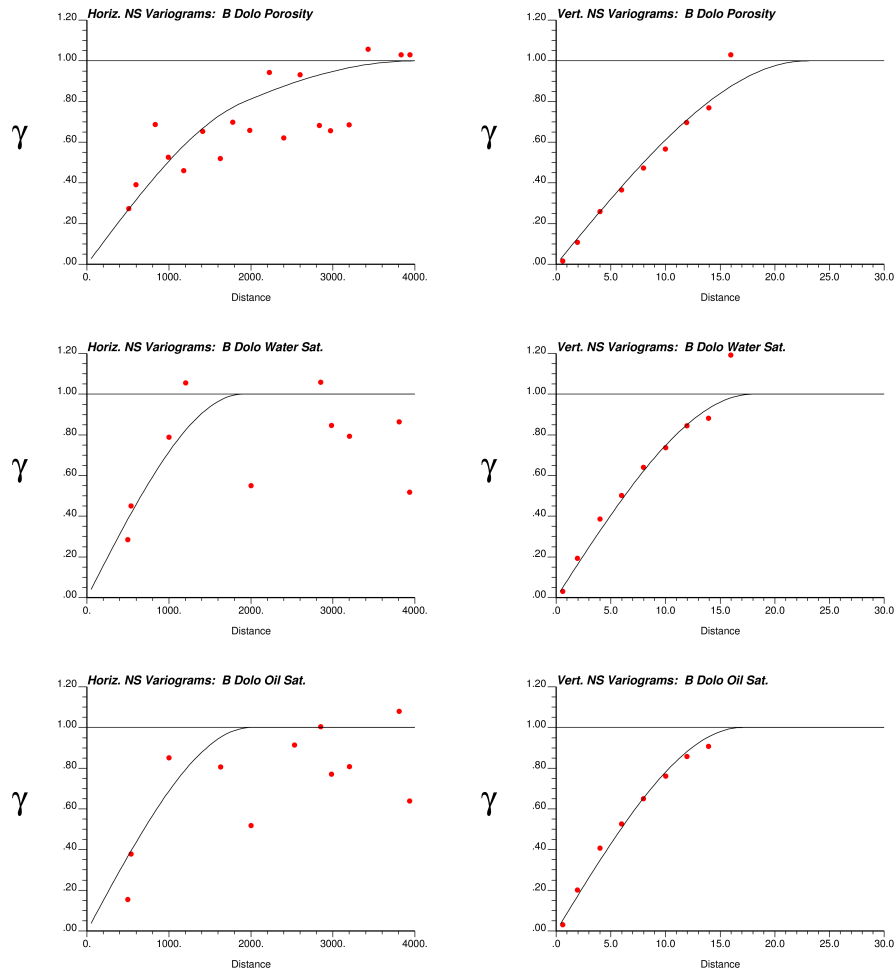 Horiz. NS Variograms: B Dolo Porosity
γ
1.20
1.00
.80
.60
.40
.20
.00
0. 1000. 2000. 3000. 4000.
Distance
Vert. NS Variograms: B Dolo Porosity
γ
1.20
1.00
.80
.60
.40
.20
.00
.0 5.0 10.0 15.0 20.0 25.0 30.0
Distance
Horiz. NS Variograms: B Dolo Water Sat.
γ
1.20
1.00
.80
.60
.40
.20
.00
0. 1000. 2000. 3000. 4000.
Distance
Vert. NS Variograms: B Dolo Water Sat.
γ
1.20
1.00
.80
.60
.40
.20
.00
.0 5.0 10.0 15.0 20.0 25.0 30.0
Distance
Horiz. NS Variograms: B Dolo Oil Sat.
γ
1.20
1.00
.80
.60
.40
.20
.00
0. 1000. 2000. 3000. 4000.
Distance
Vert. NS Variograms: B Dolo Oil Sat.
γ
1.20
1.00
.80
.60
.40
.20
.00
.0 5.0 10.0 15.0 20.0 25.0 30.0
Distance